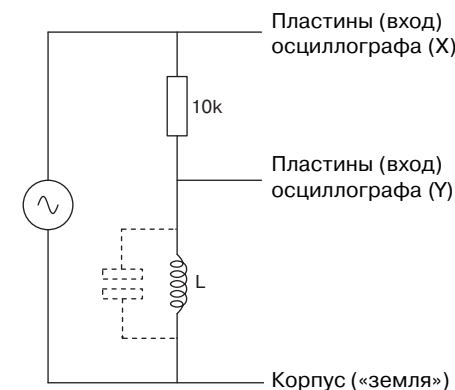 Пластины (вход)
осциллографа (X)
10k
Пластины (вход)
осциллографа (Y)
L
Корпус («земля»)